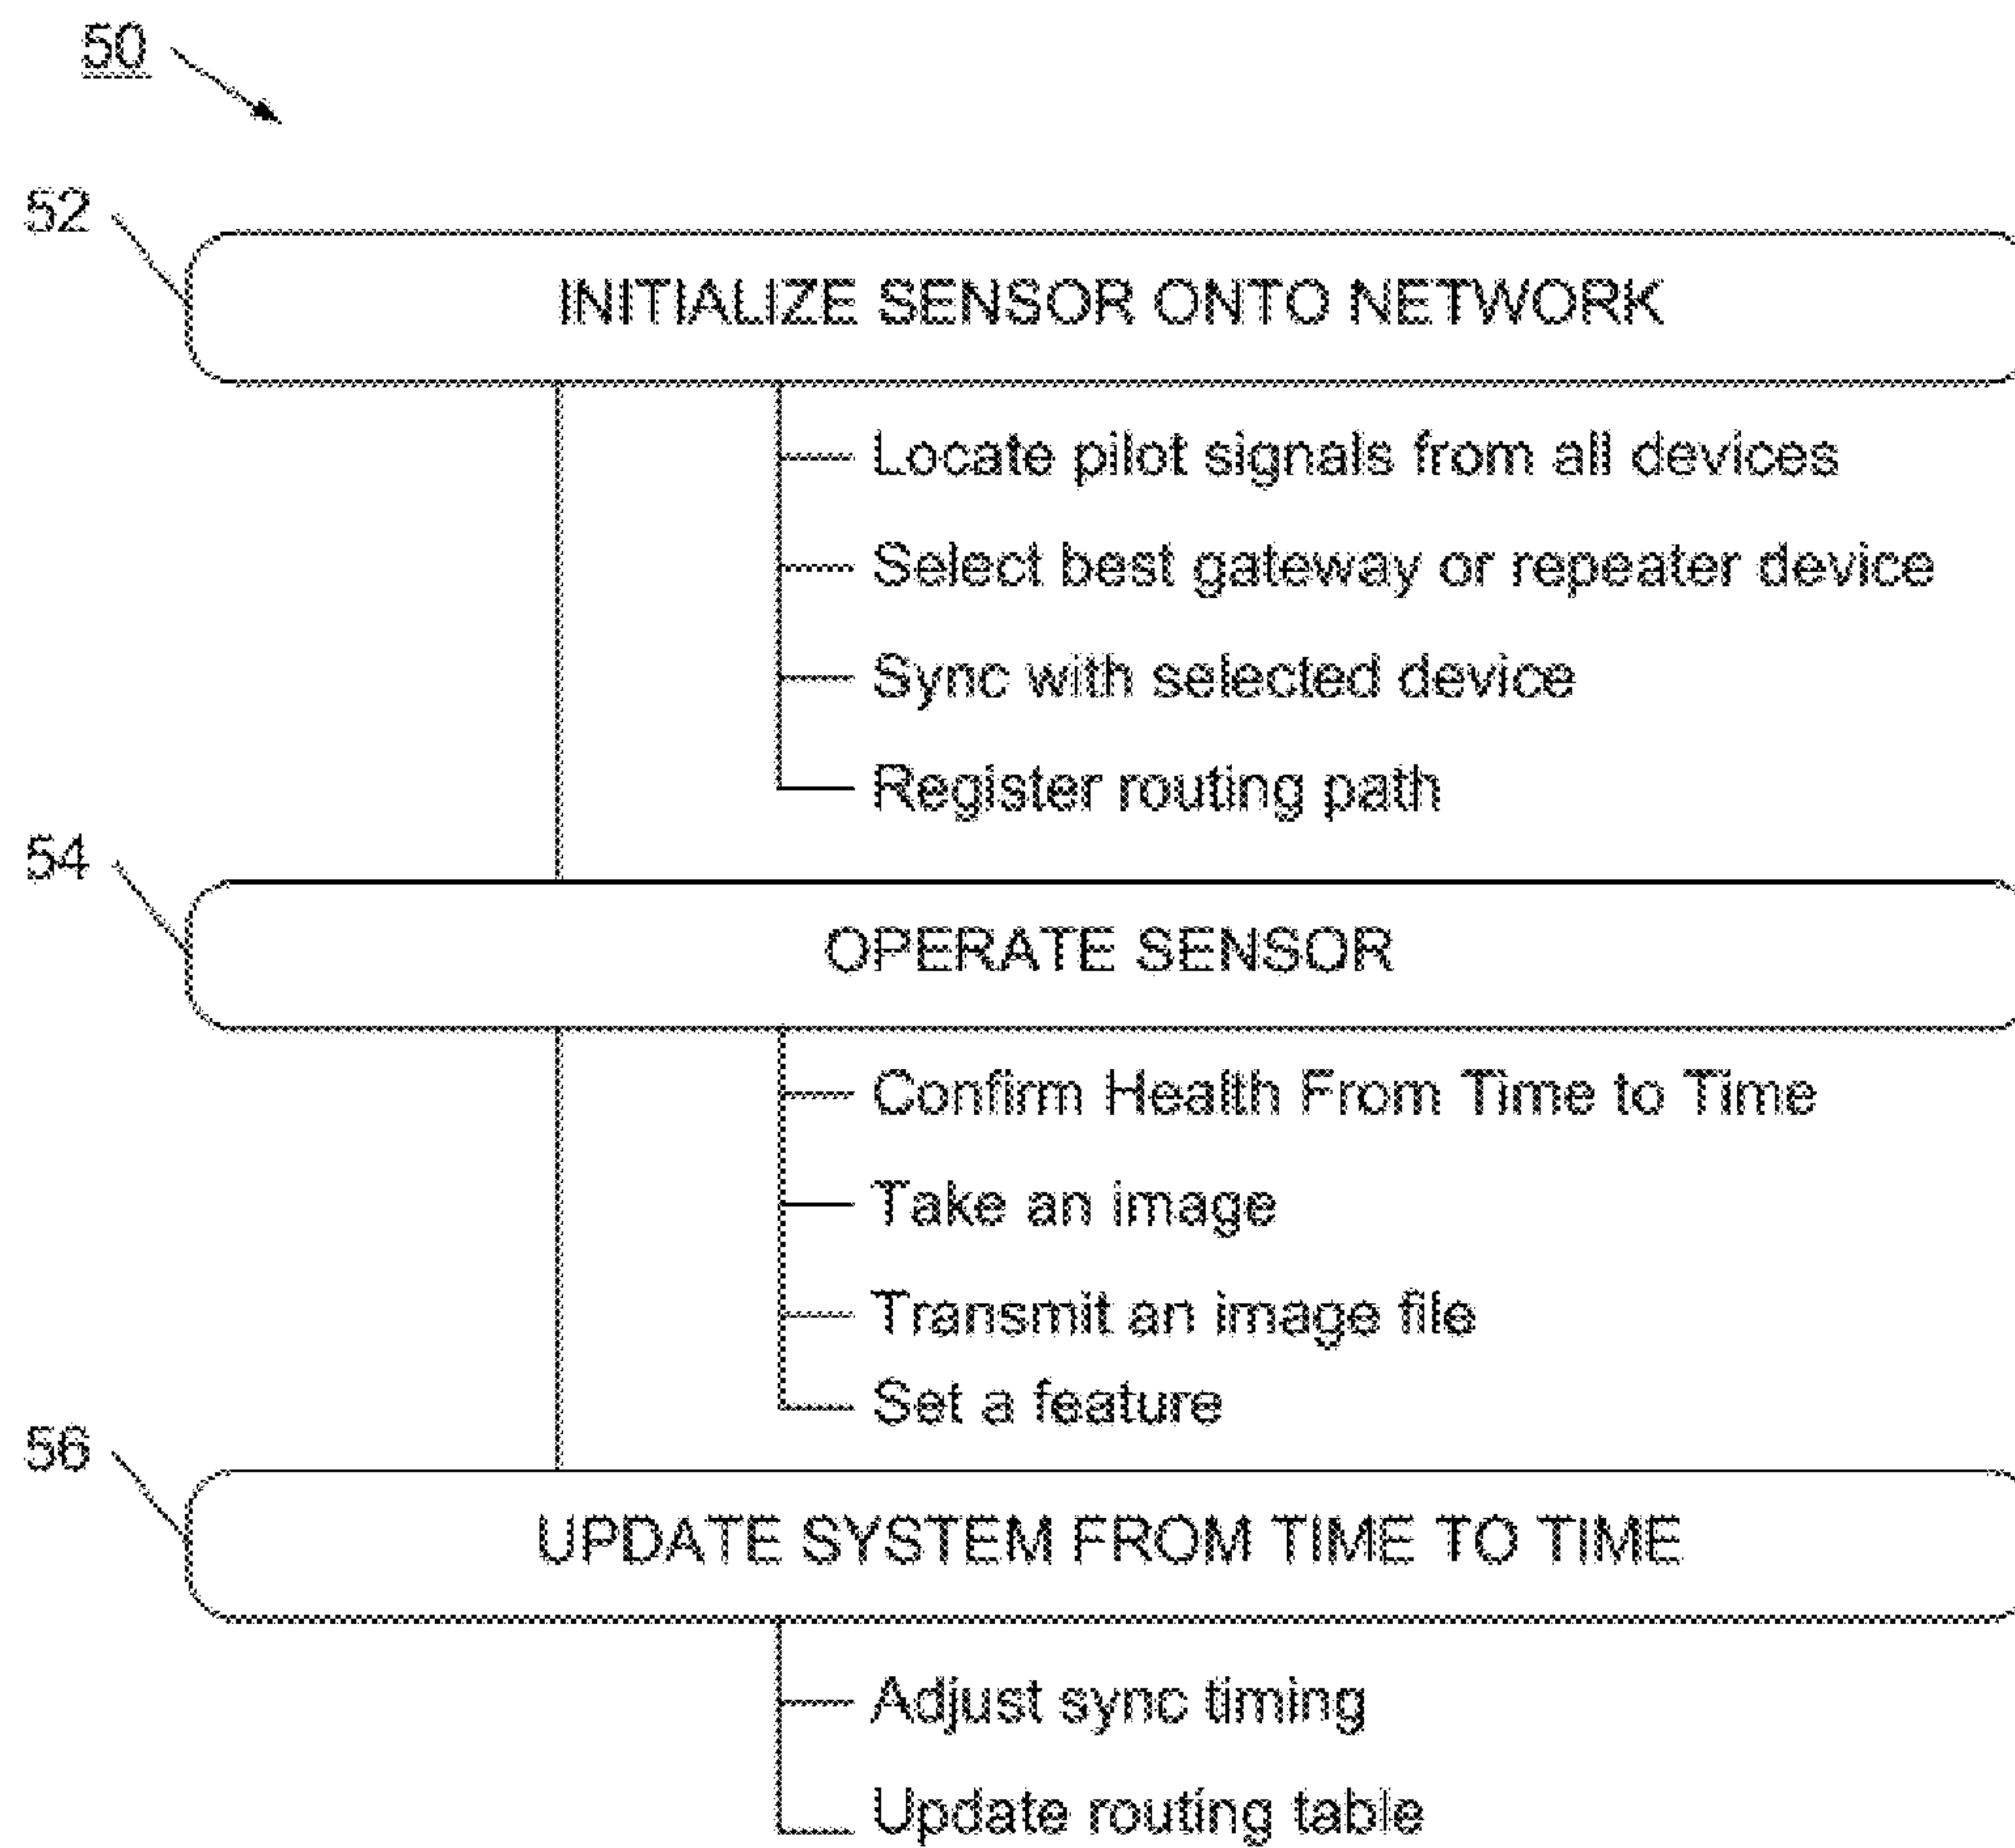 50
52
INITIALIZE SENSOR ONTO NETWORK
Locate pilot signals from all devices
Select best gateway or repeater device
Sync with selected device
Register routing path
54
OPERATE SENSOR
Confirm Health From Time to Time
Take an image
Transmit an image file
Set a feature
56
UPDATE SYSTEM FROM TIME TO TIME
Adjust sync timing
Update routing table